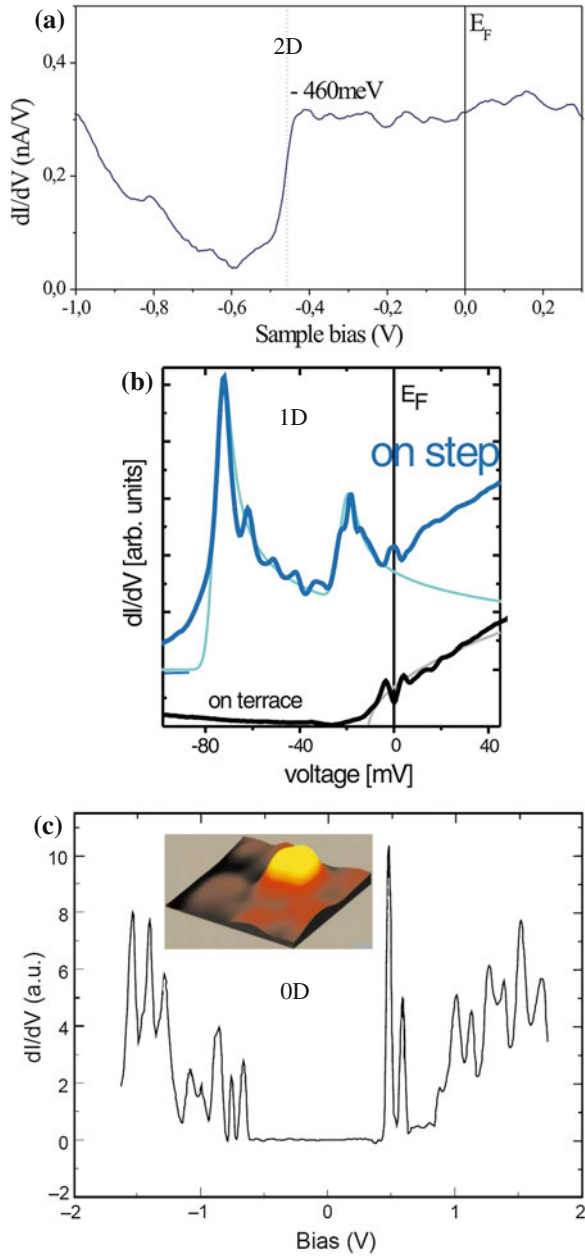 (a)
2D
E_F
- 460meV
0,4
0,2
0,0
dI/dV (nA/V)
-1,0 -0,8 -0,6 -0,4 -0,2 0,0 0,2
Sample bias (V)
(b)
1D
E_F
on step
on terrace
dI/dV [arb. units]
-80 -40 0 40
voltage [mV]
(c)
0D
10
8
6
4
2
0
−2
dI/dV (a.u.)
−2 −1 0 1 2
Bias (V)